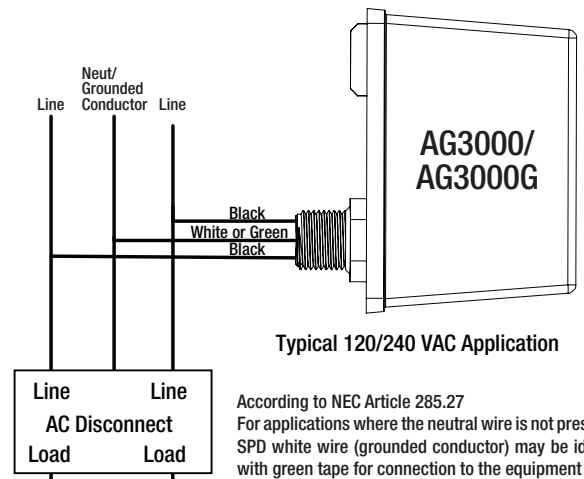 Neut/
Grounded
Line Conductor Line
AG3000/
AG3000G
Black
White or Green
Black
Typical 120/240 VAC Application
Line Line
AC Disconnect
Load Load
According to NEC Article 285.27
For applications where the neutral wire is not
SPD white wire (grounded conductor) may be
with green tape for connection to the equipment